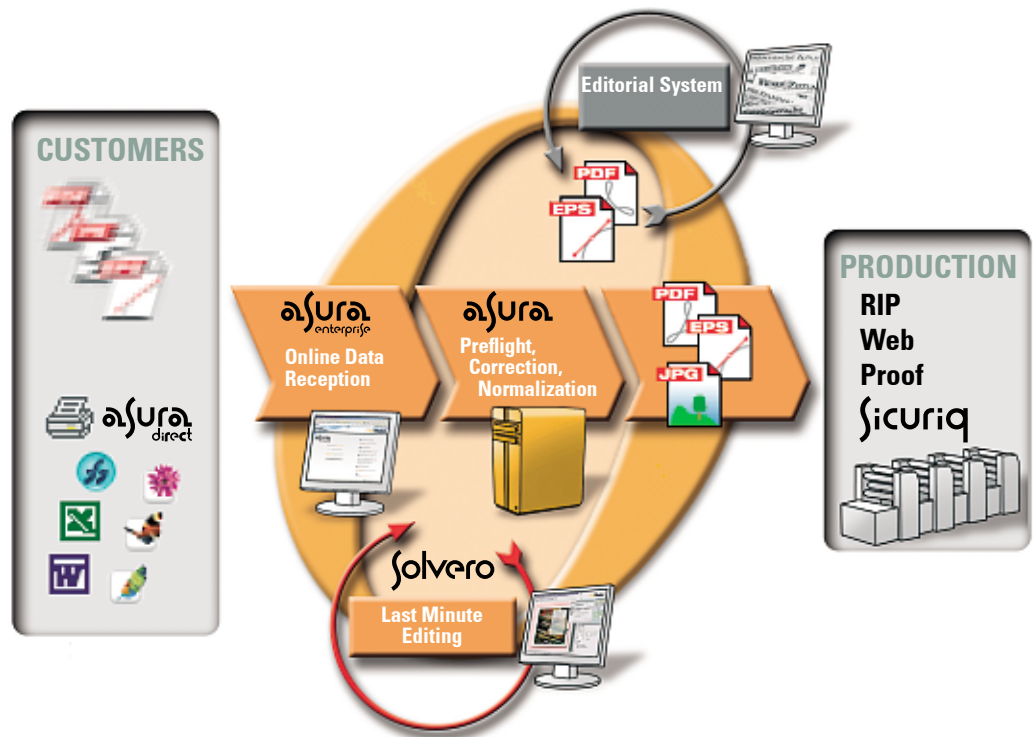 Editorial System
CUSTOMERS
PDF
EPS
PRODUCTION
RIP
Web
Proof
Sicuriq
asura
enterprise
Online Data
Reception
asura
Preflight,
Correction,
Normalization
PDF
EPS
JPG
asura
direct
X
W
Solvero
Last Minute
Editing